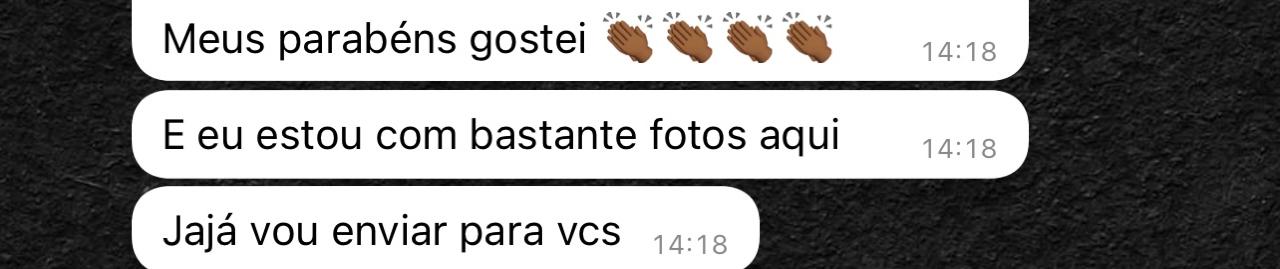 Meus parabéns gostei 👏🏾👏🏾👏🏾👏🏾 14:18
E eu estou com bastante fotos aqui 14:18
Jajá vou enviar para vcs 14:18